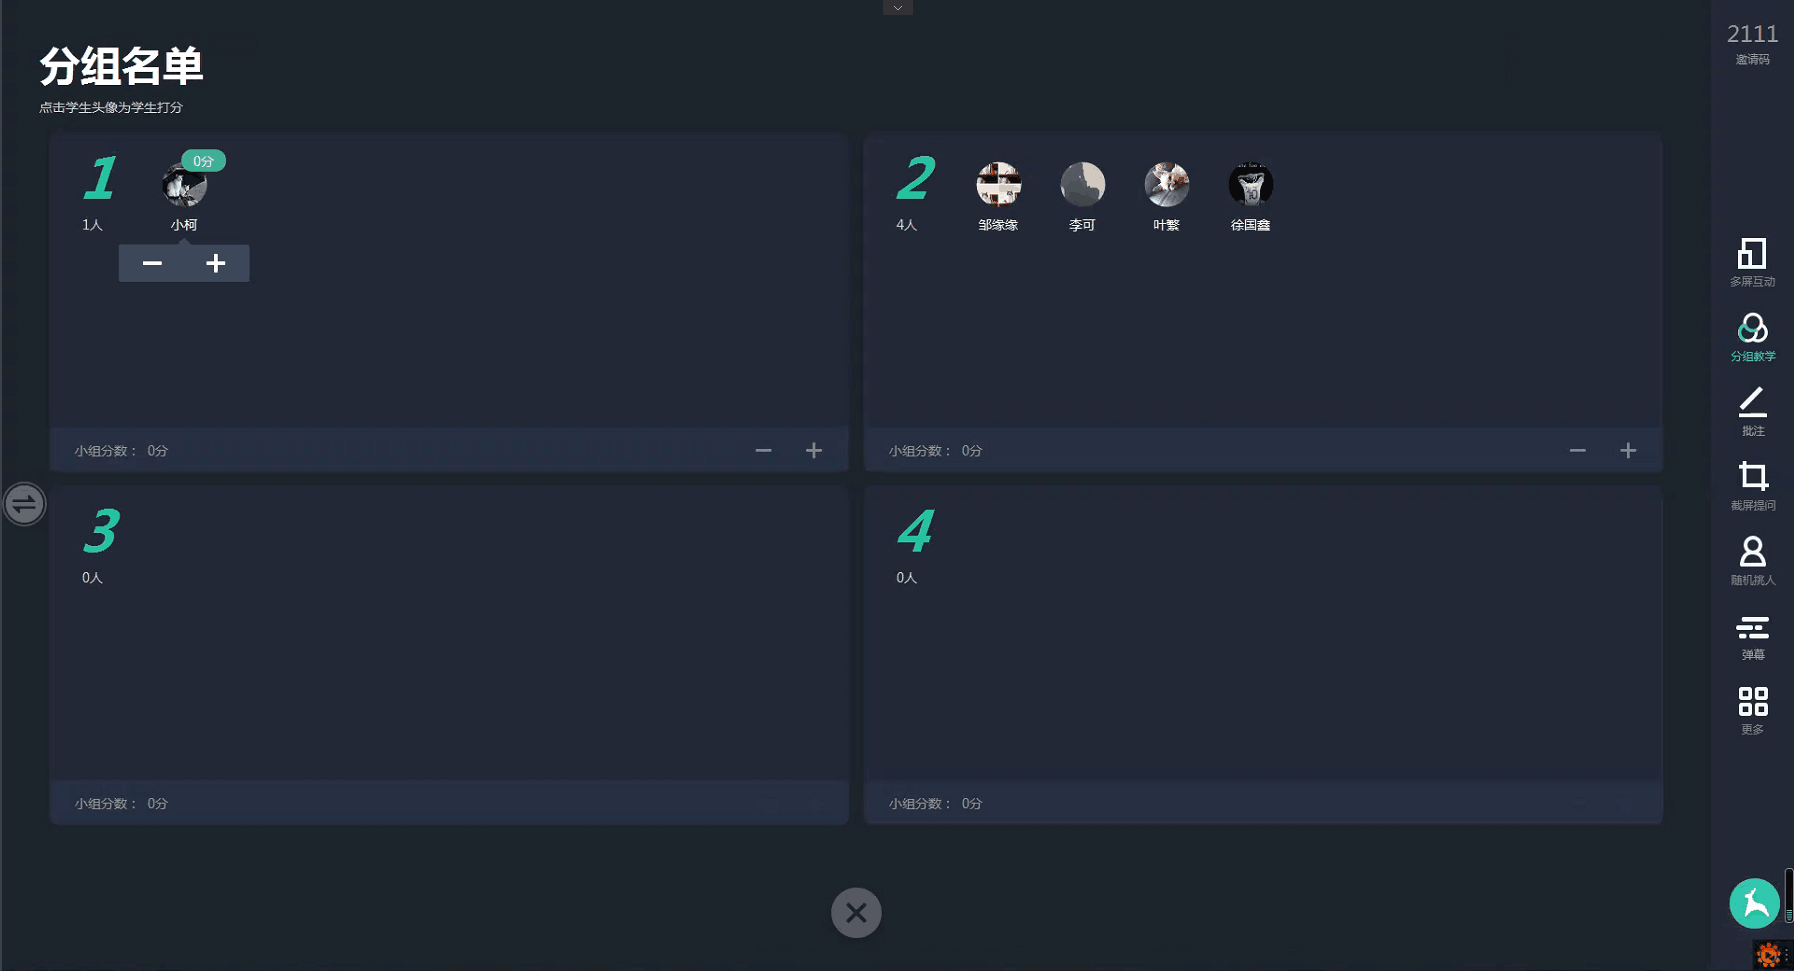 分组名单
点击学生头像为学生打分
1
0分
1人
小柯
小组分数： 0分
2
4人
邹缘缘
李可
叶繁
徐国鑫
小组分数： 0分
3
0人
小组分数： 0分
4
0人
小组分数： 0分
2111
邀请码
多屏互动
分组教学
批注
截屏提问
随机挑人
弹幕
更多